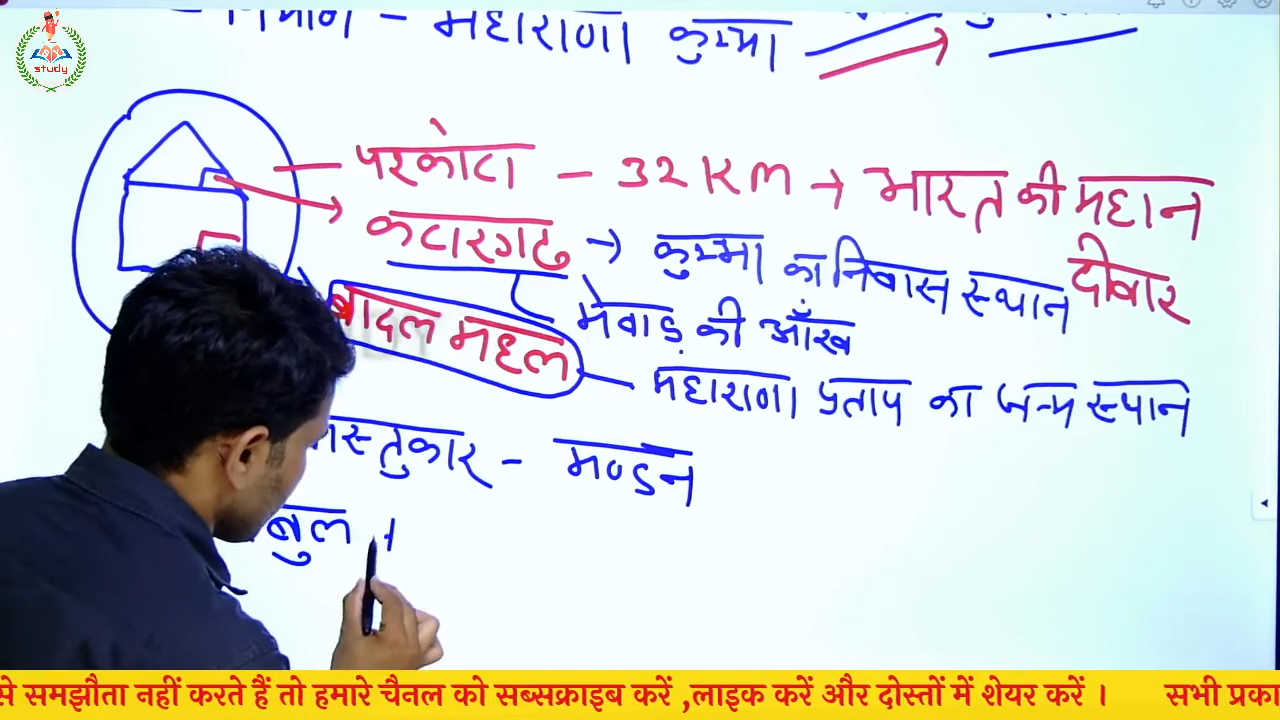 study
महाराणा कुम्भा
परकोटा - 32 KM → भारत की महान
दीवार
कटारगढ → कुम्भा का निवास स्थान
मेवाड़ की आँख
बादल महल
महाराणा प्रताप का जन्म स्थान
- मण्डन
से समझौता नहीं करते हैं तो हमारे चैनल को सब्सक्राइब करें ,लाइक करें और दोस्तों में शेयर करें । सभी